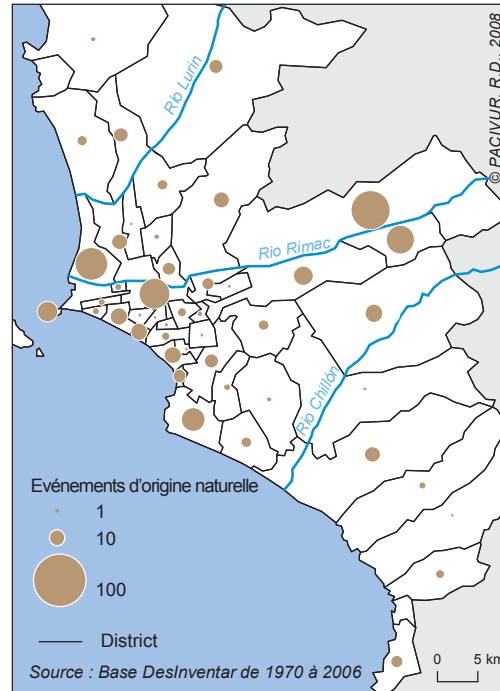 © PACIVUR, R.D., 2008
Río Lurin
Rio Rimac
Rio Chillón
Evénements d'origine naturelle
1
10
100
District
0 5 km
Source : Base DesInventar de 1970 à 2006